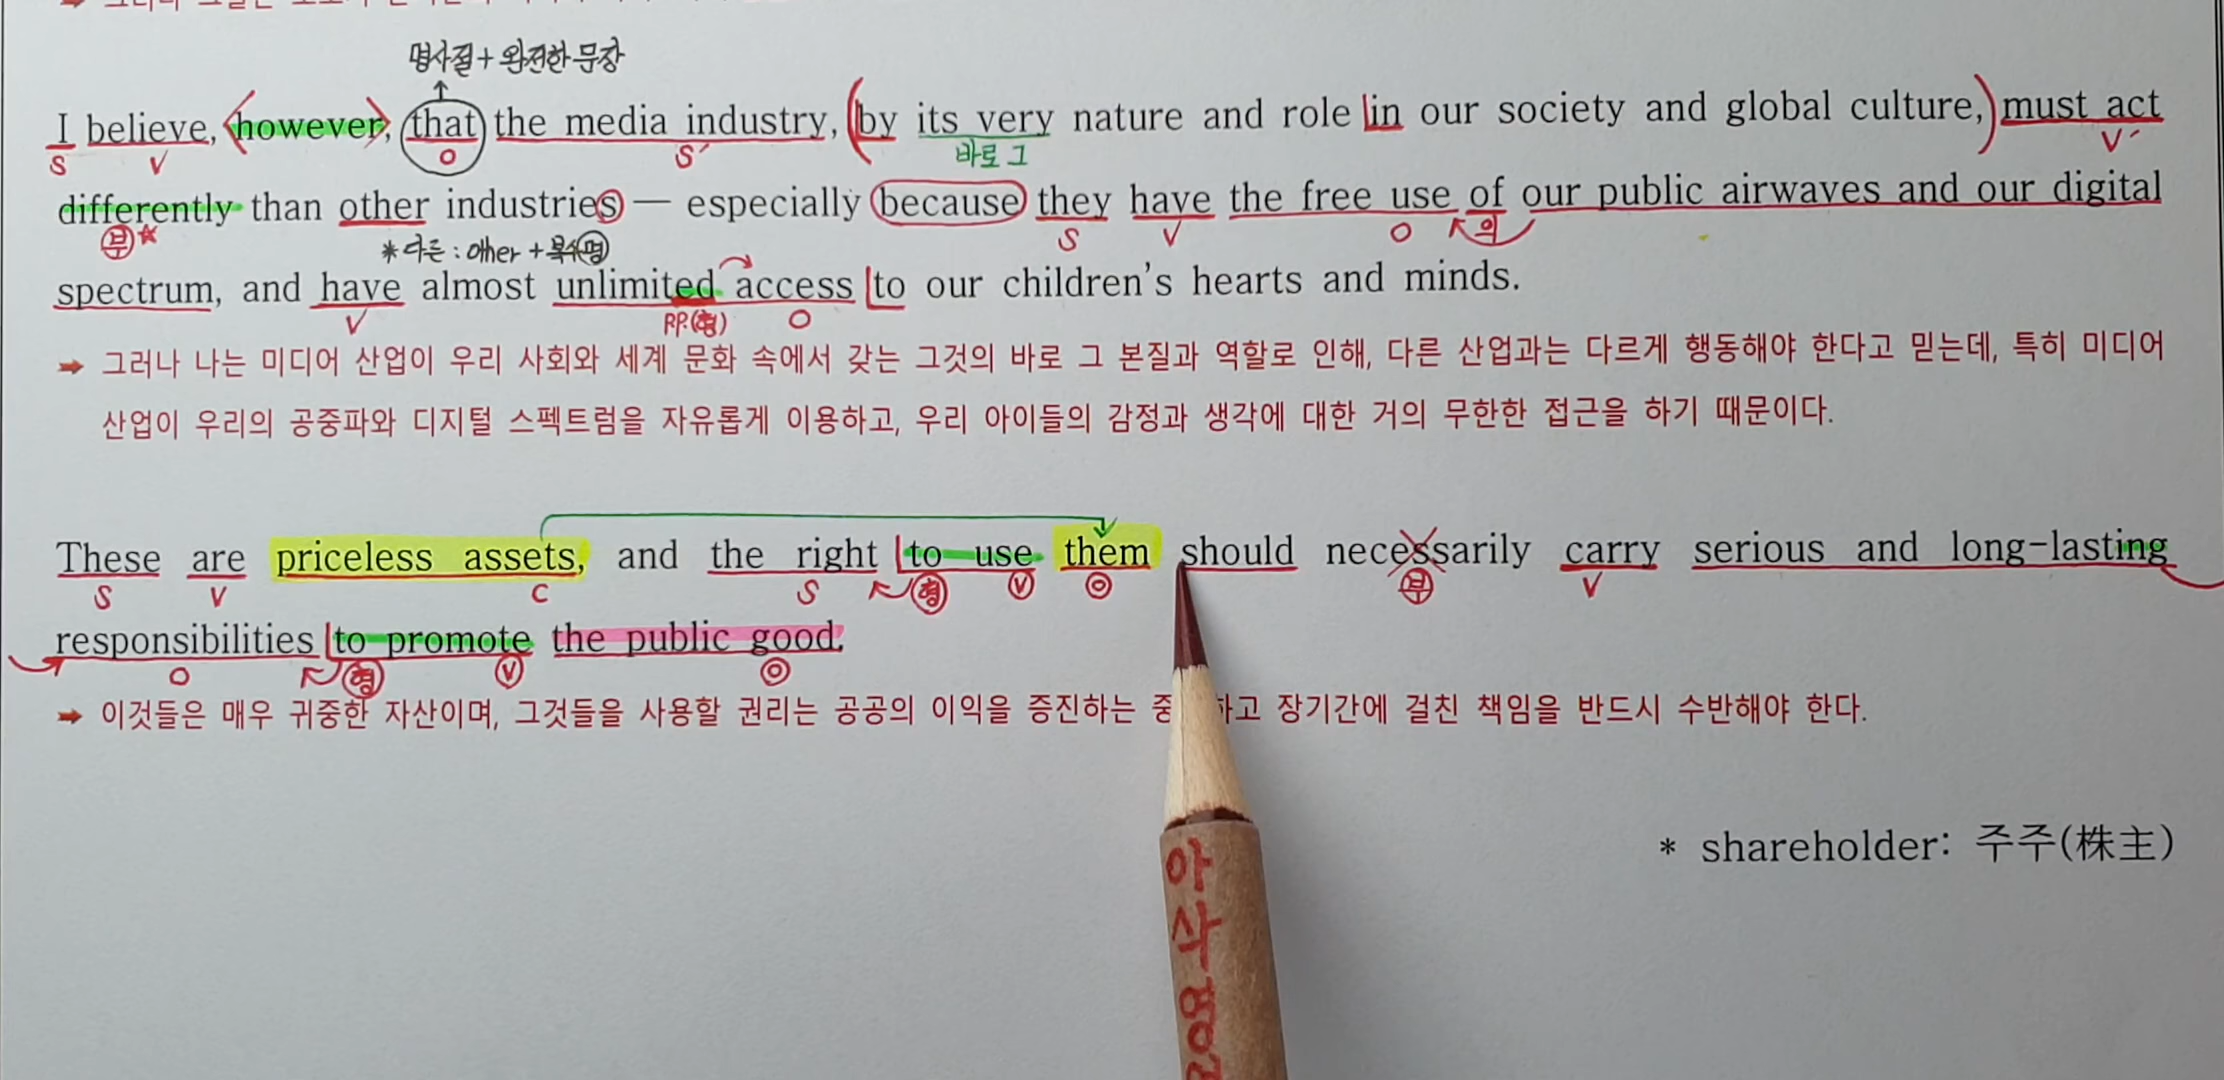 명사절 + 완전한 문장
I believe, however, that the media industry, by its very nature and role in our society and global culture, must act
S V O S′ 바로 그 V′
differently than other industries — especially because they have the free use of our public airwaves and our digital
부 * 다른 : other + 복수명 S V O 의
spectrum, and have almost unlimited access to our children's hearts and minds.
V P.P.(형) O
➡ 그러나 나는 미디어 산업이 우리 사회와 세계 문화 속에서 갖는 그것의 바로 그 본질과 역할로 인해, 다른 산업과는 다르게 행동해야 한다고 믿는데, 특히 미디어
산업이 우리의 공중파와 디지털 스펙트럼을 자유롭게 이용하고, 우리 아이들의 감정과 생각에 대한 거의 무한한 접근을 하기 때문이다.
These are priceless assets, and the right to use them should necessarily carry serious and long-lasting
S V C S 형 V O 부 V
responsibilities to promote the public good.
O 형 V O
➡ 이것들은 매우 귀중한 자산이며, 그것들을 사용할 권리는 공공의 이익을 증진하는 하고 장기간에 걸친 책임을 반드시 수반해야 한다.
* shareholder: 주주(株主)